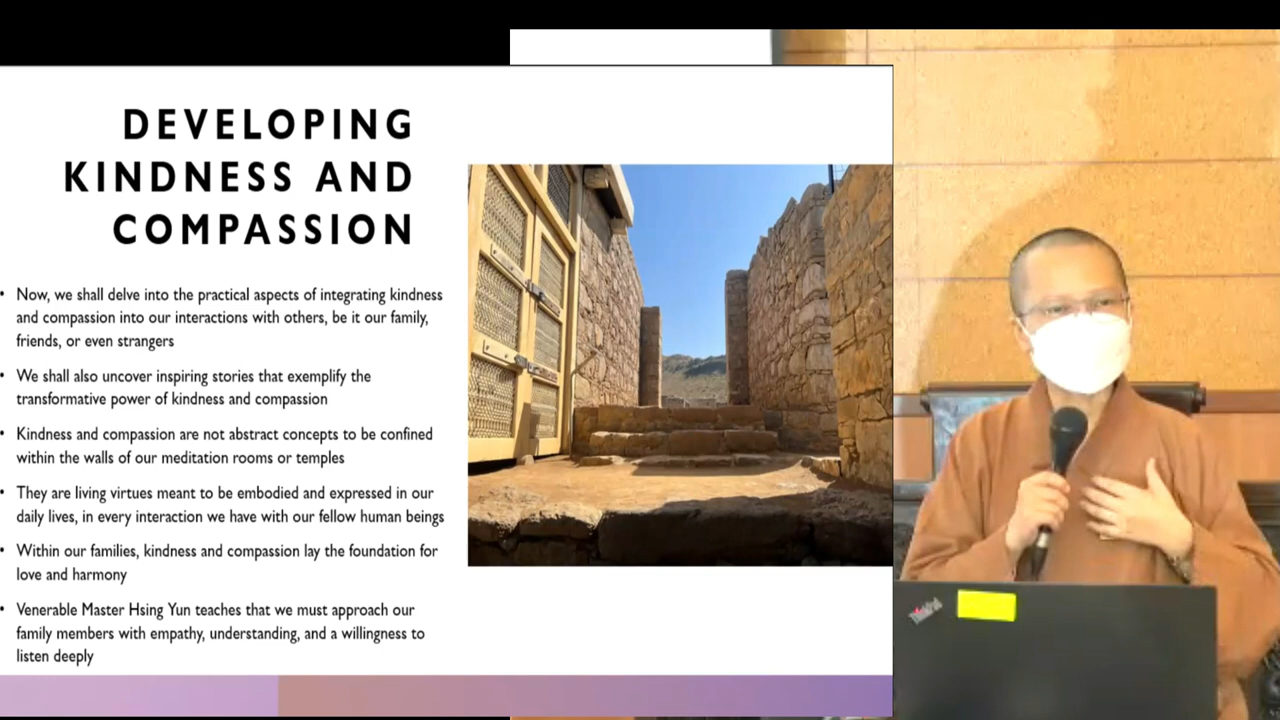 DEVELOPING
KINDNESS AND
COMPASSION
• Now, we shall delve into the practical aspects of integrating kindness
and compassion into our interactions with others, be it our family,
friends, or even strangers
• We shall also uncover inspiring stories that exemplify the
transformative power of kindness and compassion
• Kindness and compassion are not abstract concepts to be confined
within the walls of our meditation rooms or temples
• They are living virtues meant to be embodied and expressed in our
daily lives, in every interaction we have with our fellow human beings
• Within our families, kindness and compassion lay the foundation for
love and harmony
• Venerable Master Hsing Yun teaches that we must approach our
family members with empathy, understanding, and a willingness to
listen deeply
ThinkPad